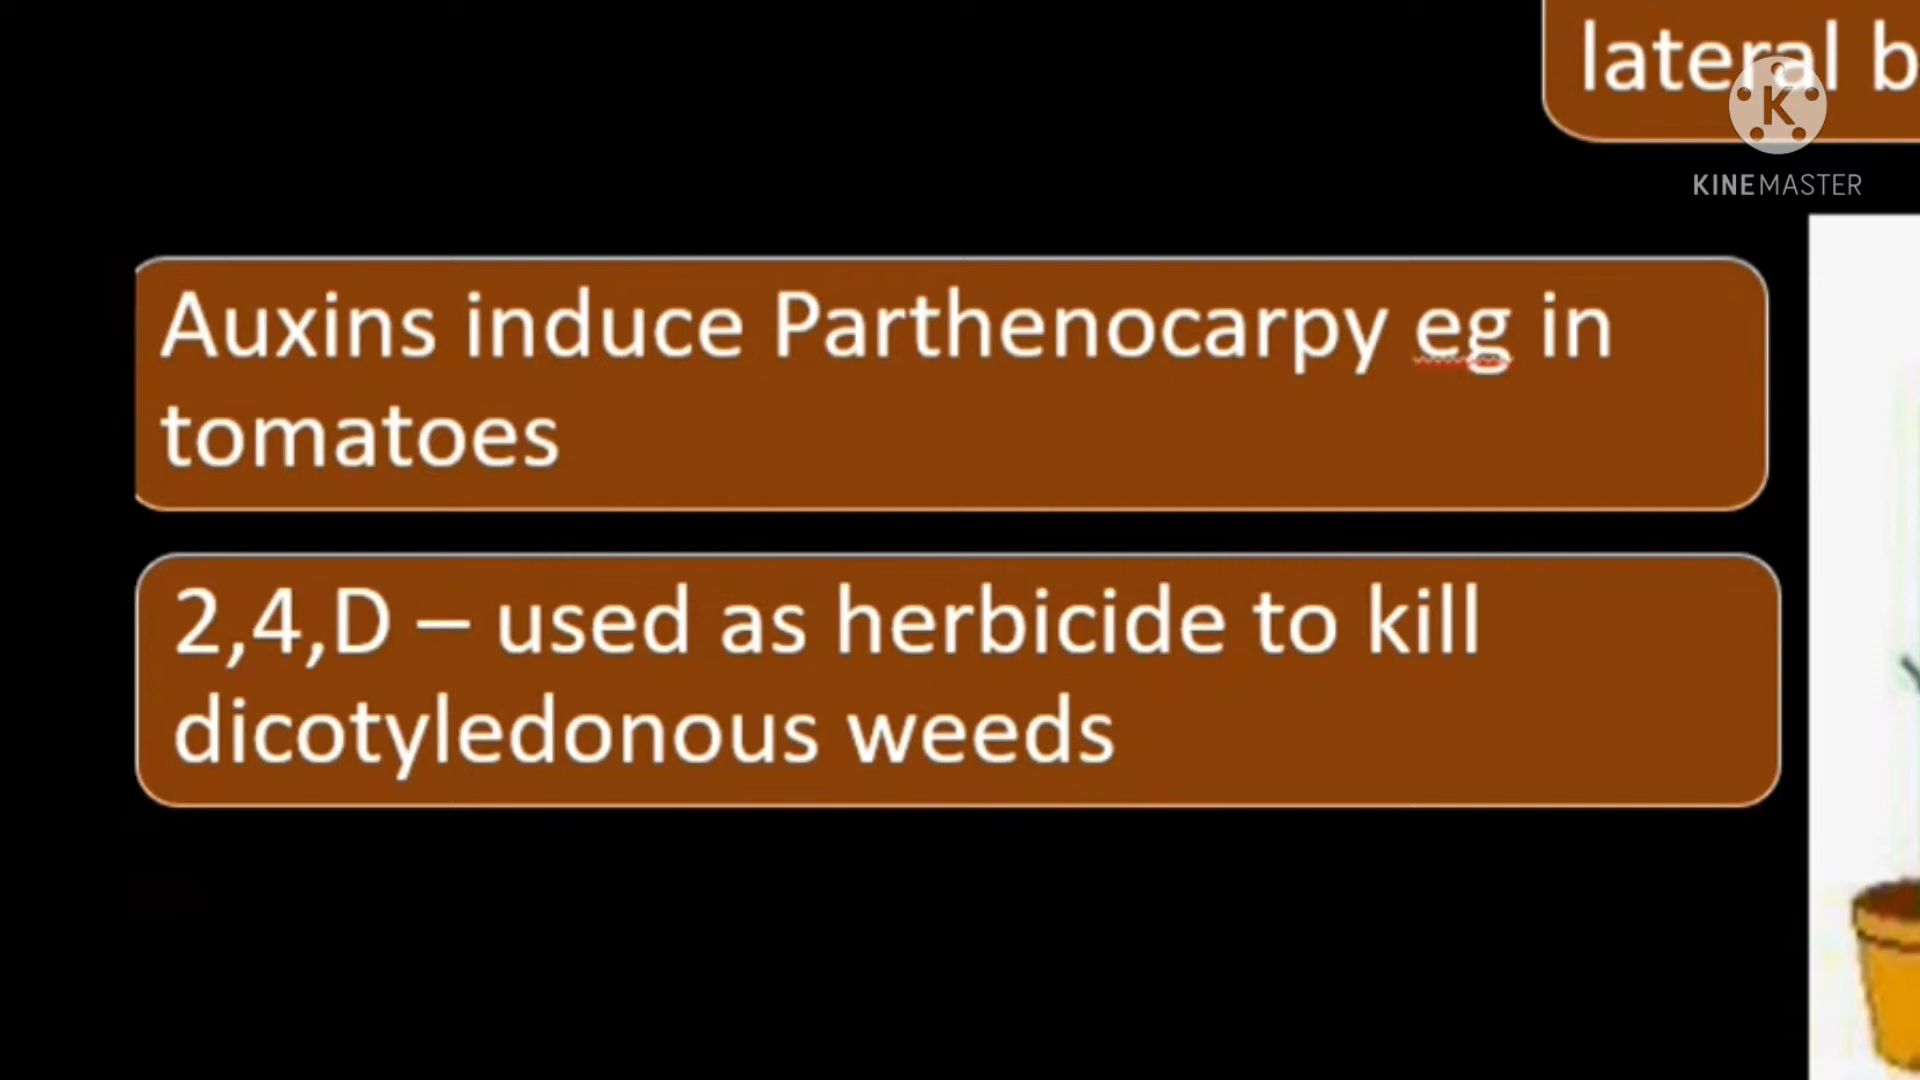 lateral b
KINEMASTER
Auxins induce Parthenocarpy eg in
tomatoes
2,4,D – used as herbicide to kill
dicotyledonous weeds